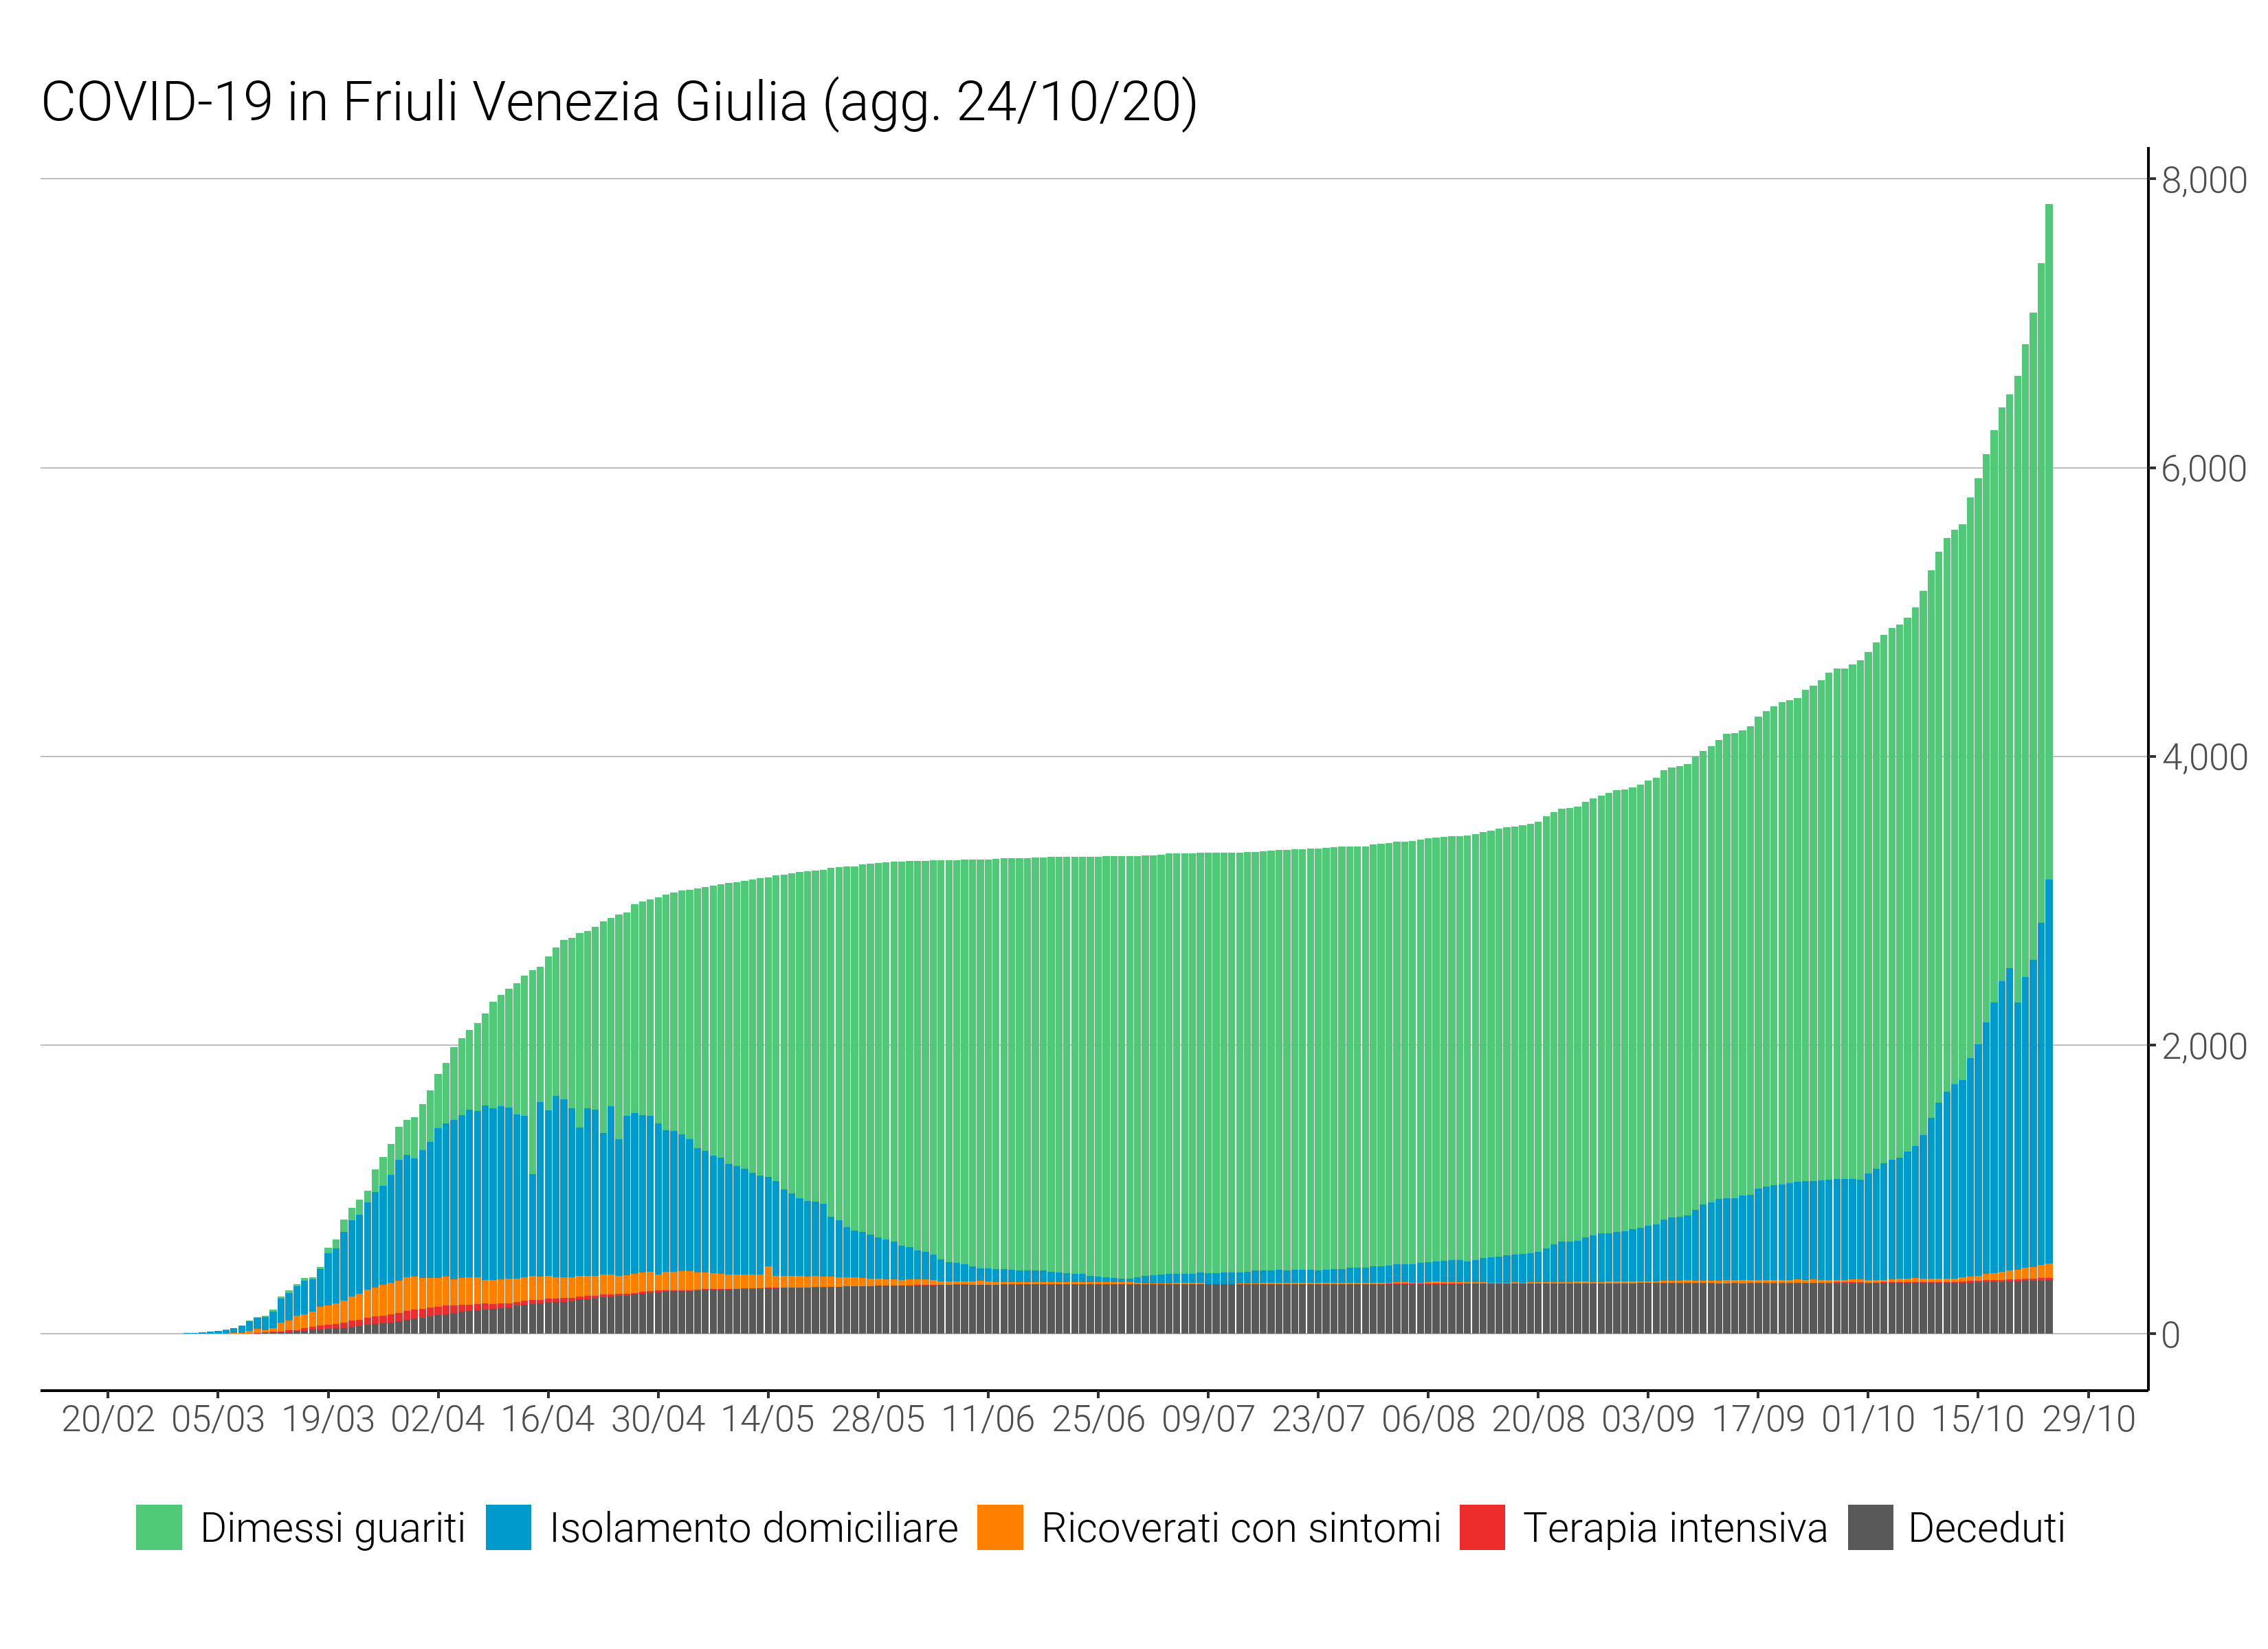 COVID-19 in Friuli Venezia Giulia (agg. 24/10/20)
8,000
6,000
4,000
2,000
0
20/02 05/03 19/03 02/04 16/04 30/04 14/05 28/05 11/06 25/06 09/07 23/07 06/08 20/08 03/09 17/09 01/10 15/10 29/10
Dimessi guariti Isolamento domiciliare Ricoverati con sintomi Terapia intensiva Deceduti